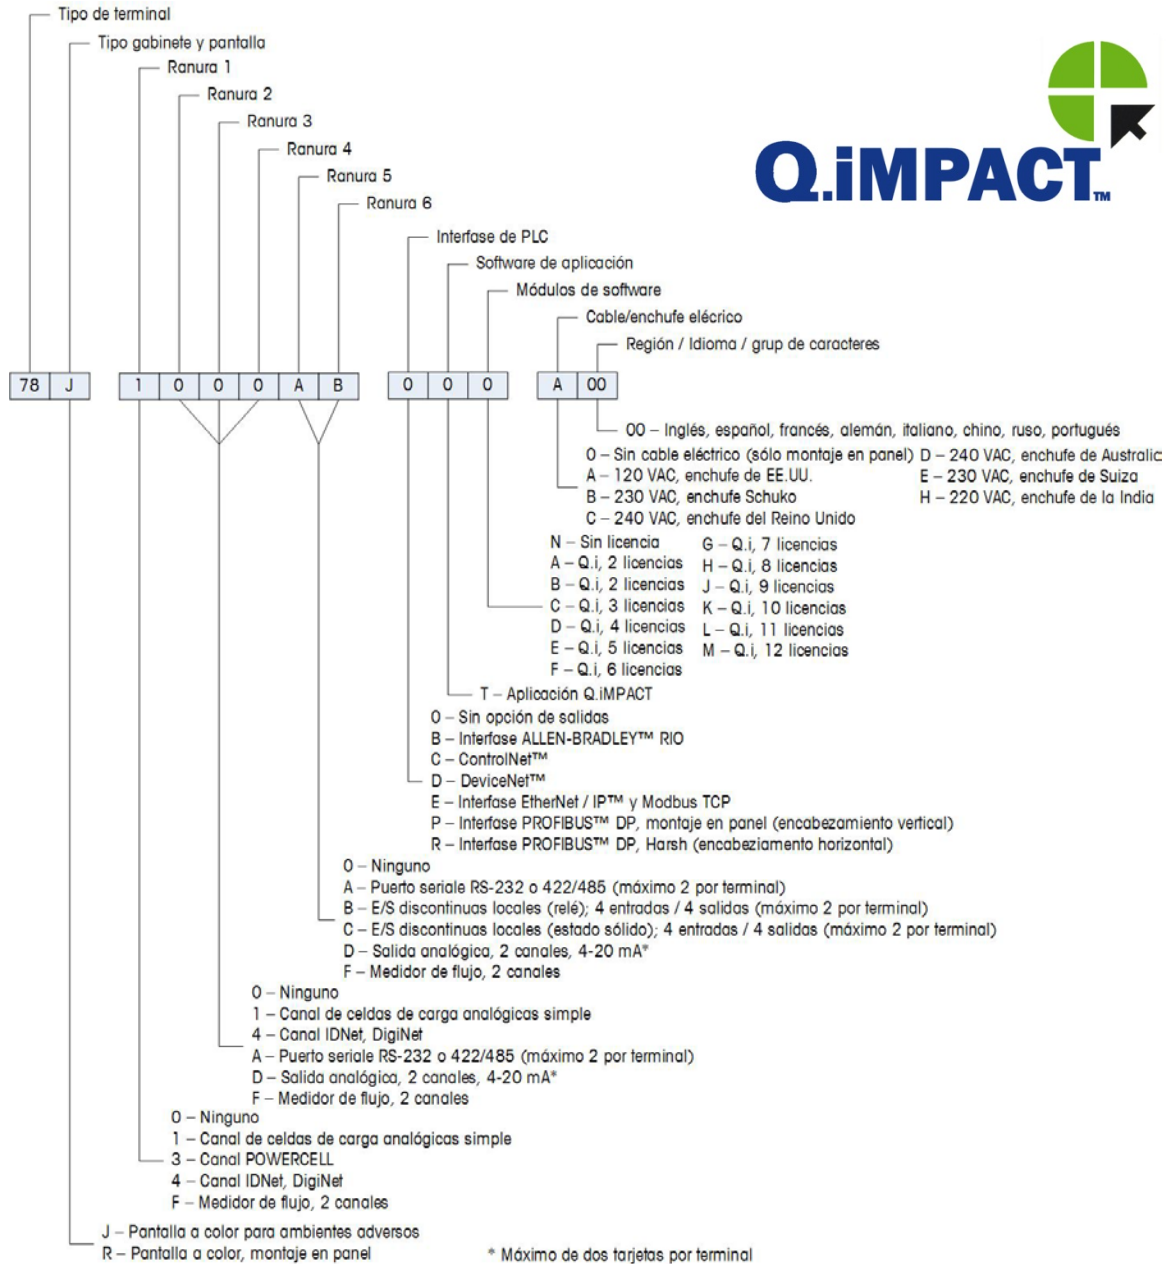 Tipo de terminal
Tipo gabinete y pantalla
Ranura 1
Ranura 2
Ranura 3
Ranura 4
Ranura 5
Ranura 6
Q.iMPACT™
Interfase de PLC
Software de aplicación
Módulos de software
Cable/enchufe elécrico
Región / Idioma / grup de caracteres
78 J 1 0 0 0 A B 0 0 0 A 00
00 – Inglés, español, francés, alemán, italiano, chino, ruso, portugués
0 – Sin cable eléctrico (sólo montaje en panel) D – 240 VAC, enchufe de Australic
A – 120 VAC, enchufe de EE.UU. E – 230 VAC, enchufe de Suiza
B – 230 VAC, enchufe Schuko H – 220 VAC, enchufe de la India
C – 240 VAC, enchufe del Reino Unido
N – Sin licencia G – Q.i, 7 licencias
A – Q.i, 2 licencias H – Q.i, 8 licencias
B – Q.i, 2 licencias J – Q.i, 9 licencias
C – Q.i, 3 licencias K – Q.i, 10 licencias
D – Q.i, 4 licencias L – Q.i, 11 licencias
E – Q.i, 5 licencias M – Q.i, 12 licencias
F – Q.i, 6 licencias
T – Aplicación Q.iMPACT
0 – Sin opción de salidas
B – Interfase ALLEN-BRADLEY™ RIO
C – ControlNet™
D – DeviceNet™
E – Interfase EtherNet / IP™ y Modbus TCP
P – Interfase PROFIBUS™ DP, montaje en panel (encabezamiento vertical)
R – Interfase PROFIBUS™ DP, Harsh (encabeziamento horizontal)
0 – Ninguno
A – Puerto seriale RS-232 o 422/485 (máximo 2 por terminal)
B – E/S discontinuas locales (relé); 4 entradas / 4 salidas (máximo 2 por terminal)
C – E/S discontinuas locales (estado sólido); 4 entradas / 4 salidas (máximo 2 por terminal)
D – Salida analógica, 2 canales, 4-20 mA*
F – Medidor de flujo, 2 canales
0 – Ninguno
1 – Canal de celdas de carga analógicas simple
4 – Canal IDNet, DigiNet
A – Puerto seriale RS-232 o 422/485 (máximo 2 por terminal)
D – Salida analógica, 2 canales, 4-20 mA*
F – Medidor de flujo, 2 canales
0 – Ninguno
1 – Canal de celdas de carga analógicas simple
3 – Canal POWERCELL
4 – Canal IDNet, DigiNet
F – Medidor de flujo, 2 canales
J – Pantalla a color para ambientes adversos
R – Pantalla a color, montaje en panel
* Máximo de dos tarjetas por terminal